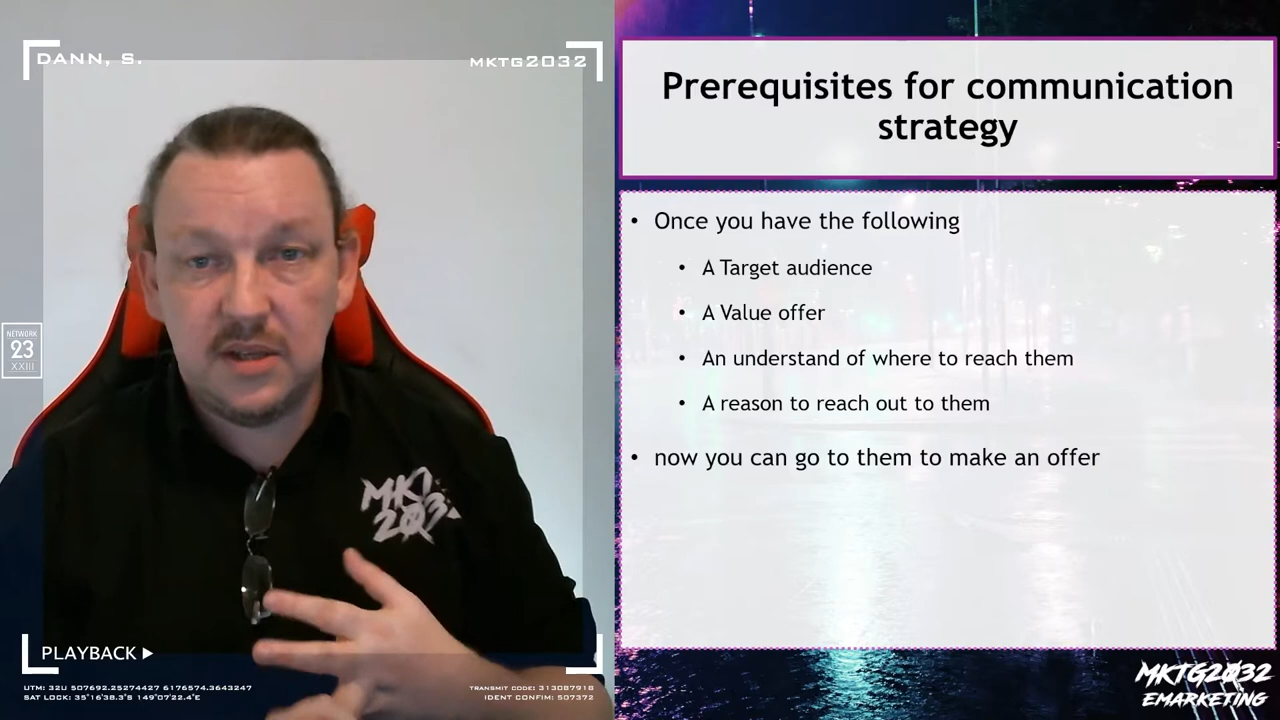 DANN, S.
MKTG2032
NETWORK
23
XXIII
MKT
203
PLAYBACK
UTM: 32U 507692.25274427 6176574.3643247
SAT LOCK: 35°16'38.3"S 149°07'22.4"E
TRANSMIT CODE: 313087918
IDENT CONFIM: 507372
Prerequisites for communication
strategy
• Once you have the following
• A Target audience
• A Value offer
• An understand of where to reach them
• A reason to reach out to them
• now you can go to them to make an offer
MKTG2032
EMARKETING